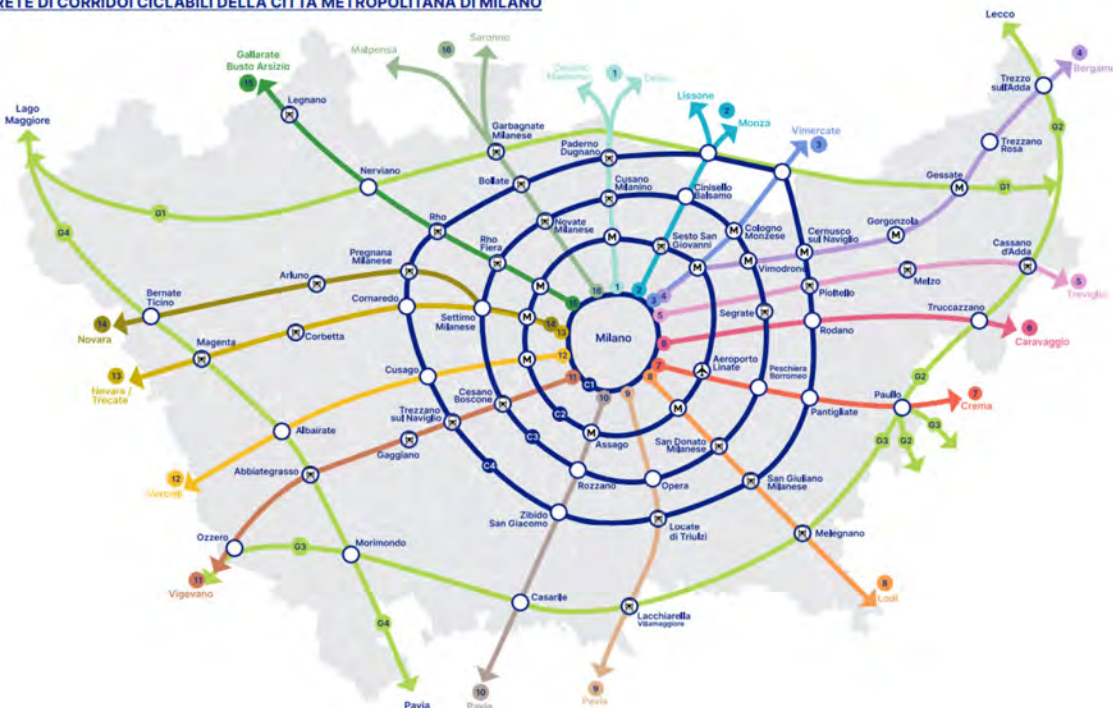 RETE DI CORRIDOI CICLABILI DELLA CITTÀ METROPOLITANA DI MILANO
Lecco
4
Bergamo
Saronno
16
Malpensa
Gallarate
Busto Arsizio
15
Legnano
1
Desio
Lissone
2
Monza
Vimercate
3
Trezzo
sull'Adda
G2
Trezzano
Rosa
Lago
Maggiore
Garbagnate
Milanese
Paderno
Dugnano
Nerviano
Bollate
Cusano
Milanino
Cinisello
Balsamo
Gessate
M
G1
G1
G4
Rho
Novate
Milanese
Sesto San
Giovanni
Cologno
Monzese
M
Gorgonzola
M
Cernusco
sul Naviglio
M
Rho
Fiera
M
M
Vimodrone
M
Cassano
d'Adda
Pregnana
Milanese
Arluno
Melzo
5
Treviglio
Pioltello
Bernate
Ticino
Cornaredo
Settimo
Milanese
M
M
15
16
1
2
3
4
5
Segrate
Truccazzano
14
Novara
14
13
Milano
6
Rodano
6
Caravaggio
Magenta
Corbetta
M
12
11
C1
10
9
8
7
Aeroporto
Linate
Peschiera
Borromeo
13
Novara /
Trecate
Cusago
Cesano
Boscone
C2
M
Pantigliate
G2
Paullo
7
Crema
G3
G2
G3
Trezzano
sul Naviglio
Albairate
Gaggiano
C3
M
Assago
San Donato
Milanese
C4
12
Vercelli
Abbiategrasso
Rozzano
Opera
San Giuliano
Milanese
Zibido
San Giacomo
Locate
di Triulzi
Melegnano
Ozzero
G3
Morimondo
11
Vigevano
8
Lodi
Casarile
Lacchiarella
Villamaggiore
G4
Pavia
10
Pavia
9
Pavia